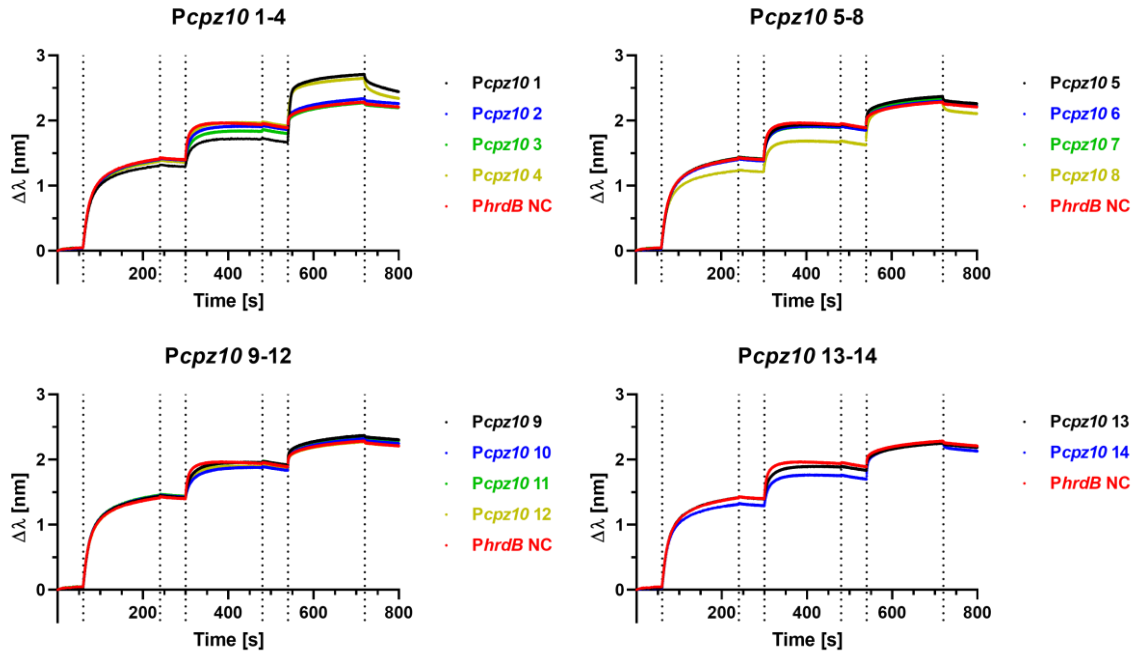 Pcpz10 1-4
3
2
1
0
Δλ [nm]
200 400 600 800
Time [s]
Pcpz10 1
Pcpz10 2
Pcpz10 3
Pcpz10 4
PhrdB NC
Pcpz10 5-8
3
2
1
0
Δλ [nm]
200 400 600 800
Time [s]
Pcpz10 5
Pcpz10 6
Pcpz10 7
Pcpz10 8
PhrdB NC
Pcpz10 9-12
3
2
1
0
Δλ [nm]
200 400 600 800
Time [s]
Pcpz10 9
Pcpz10 10
Pcpz10 11
Pcpz10 12
PhrdB NC
Pcpz10 13-14
3
2
1
0
Δλ [nm]
200 400 600 800
Time [s]
Pcpz10 13
Pcpz10 14
PhrdB NC